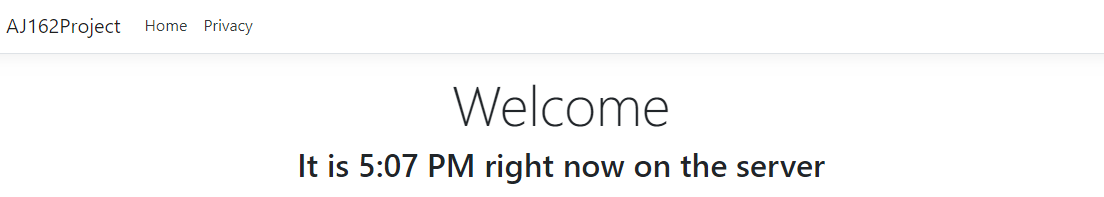 AJ162Project Home Privacy
Welcome
It is 5:07 PM right now on the server